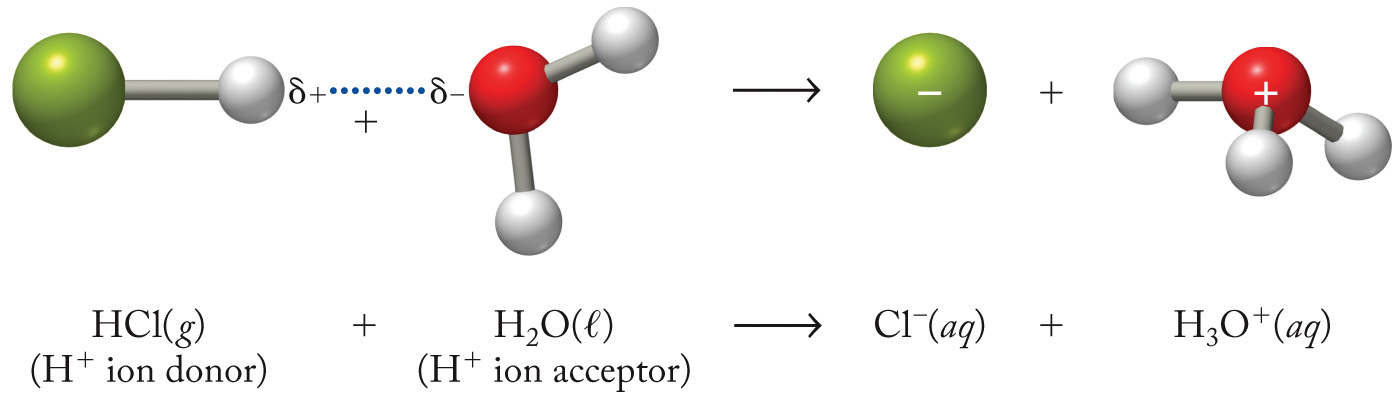 δ+ δ− + − + +
HCl(g) + H₂O(ℓ) ⟶ Cl⁻(aq) + H₃O⁺(aq)
(H⁺ ion donor) (H⁺ ion acceptor)